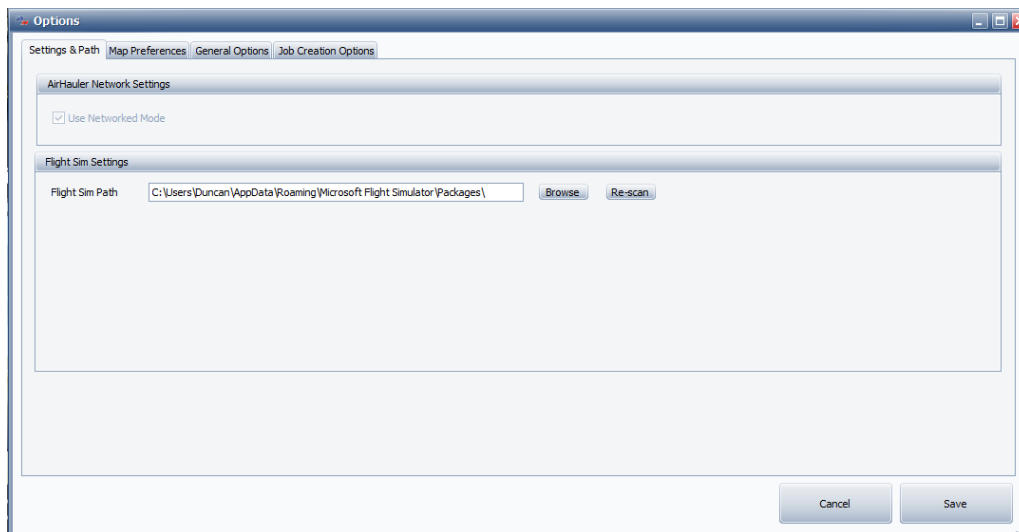 Options
Settings & Path Map Preferences General Options Job Creation Options
AirHauler Network Settings
Use Networked Mode
Flight Sim Settings
Flight Sim Path C:\Users\Duncan\AppData\Roaming\Microsoft Flight Simulator\Packages\ Browse Re-scan
Cancel Save